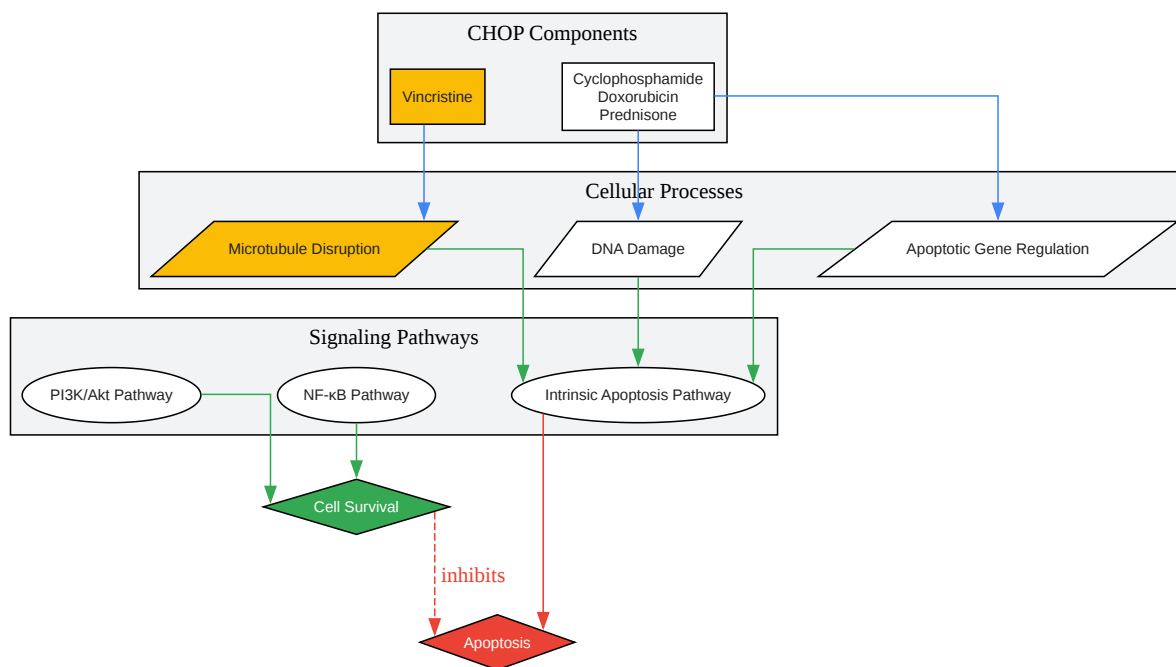 CHOP Components
Vincristine
Cyclophosphamide
Doxorubicin
Prednisone
Cellular Processes
Microtubule Disruption
DNA Damage
Apoptotic Gene Regulation
Signaling Pathways
PI3K/Akt Pathway
NF-κB Pathway
Intrinsic Apoptosis Pathway
Cell Survival
inhibits
Apoptosis